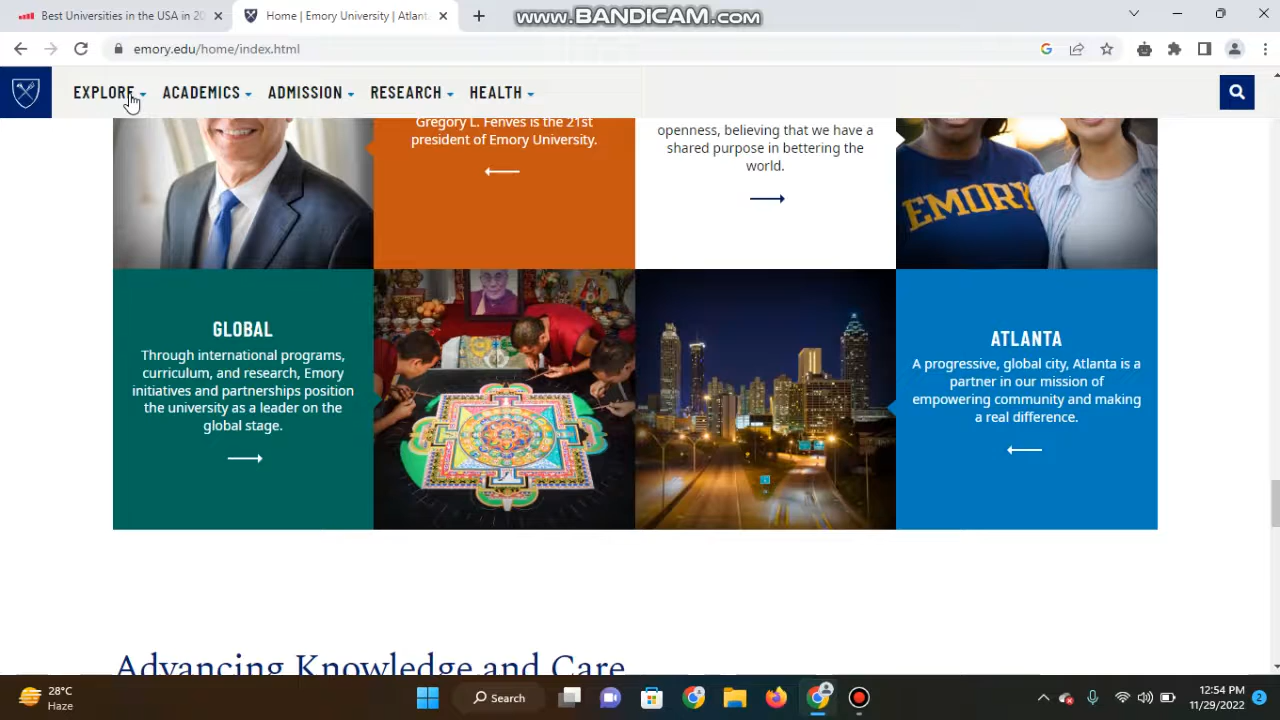 Best Universities in the USA in 20
Home | Emory University | Atlant
www.BANDICAM.com
emory.edu/home/index.html
EXPLORE
ACADEMICS
ADMISSION
RESEARCH
HEALTH
Gregory L. Fenves is the 21st
president of Emory University.
openness, believing that we have a
shared purpose in bettering the
world.
EMORY
GLOBAL
Through international programs,
curriculum, and research, Emory
initiatives and partnerships position
the university as a leader on the
global stage.
ATLANTA
A progressive, global city, Atlanta is a
partner in our mission of
empowering community and making
a real difference.
Advancing Knowledge and Care
28°C
Haze
Search
12:54 PM
11/29/2022
2